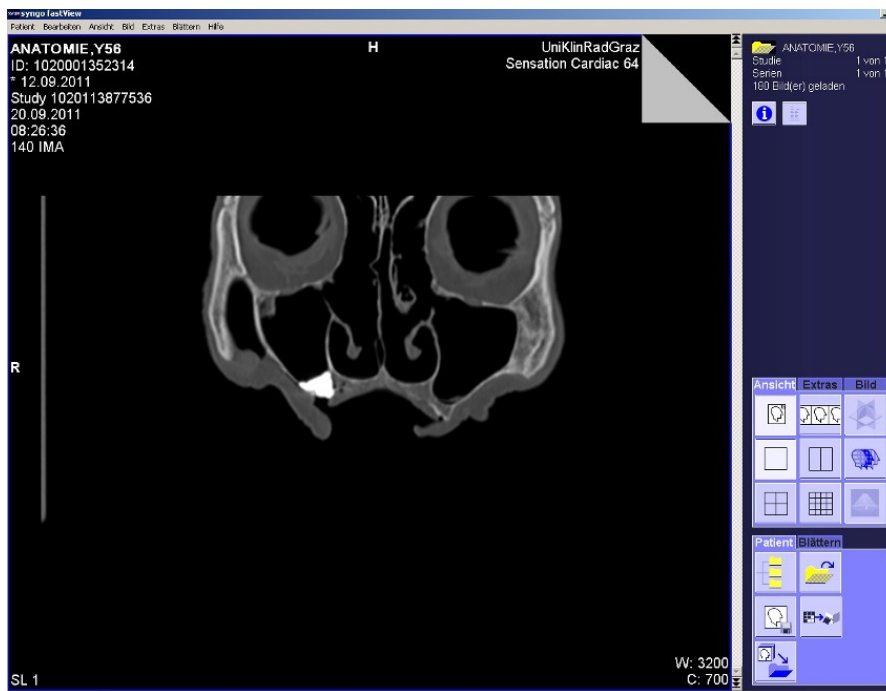 syngo fastView
Patient Bearbeiten Ansicht Bild Extras Blättern Hilfe
ANATOMIE,Y56
ID: 1020001352314
* 12.09.2011
Study 1020113877536
20.09.2011
08:26:36
140 IMA
H
UniKlinRadGraz
Sensation Cardiac 64
R
SL 1
W: 3200
C: 700
ANATOMIE,Y56
Studie 1 von 1
Serien 1 von 1
180 Bild(er) geladen
Ansicht Extras Bild
Patient Blättern